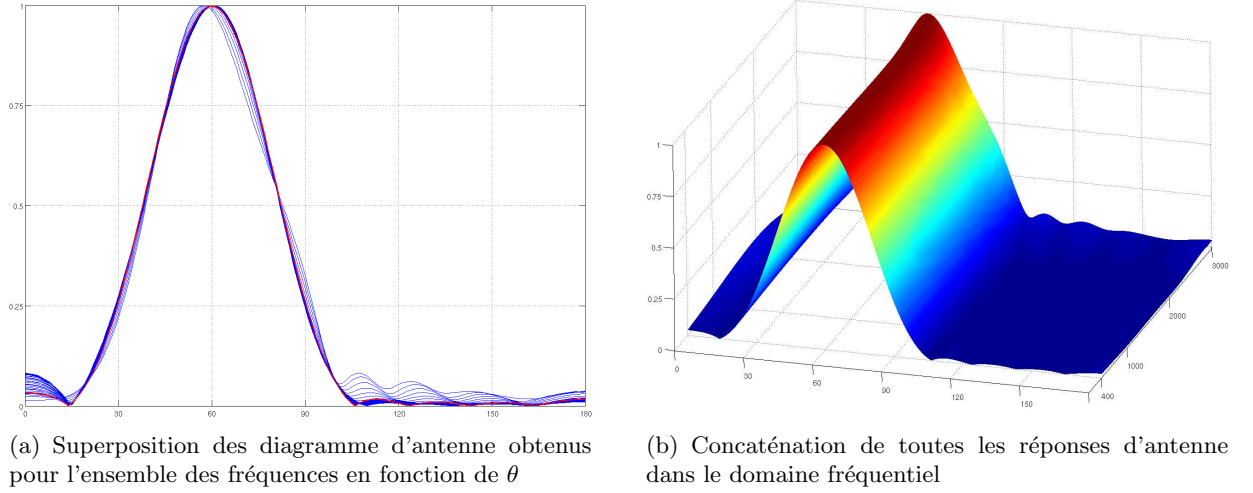 1
0.75
0.5
0.25
0
0 30 60 90 120 150 180
1
0.75
0.5
0.25
0
0 30 60 90 120 150
400 1000 2000 3000
(a) Superposition des diagramme d'antenne obtenus
pour l'ensemble des fréquences en fonction de θ
(b) Concaténation de toutes les réponses d'antenne
dans le domaine fréquentiel